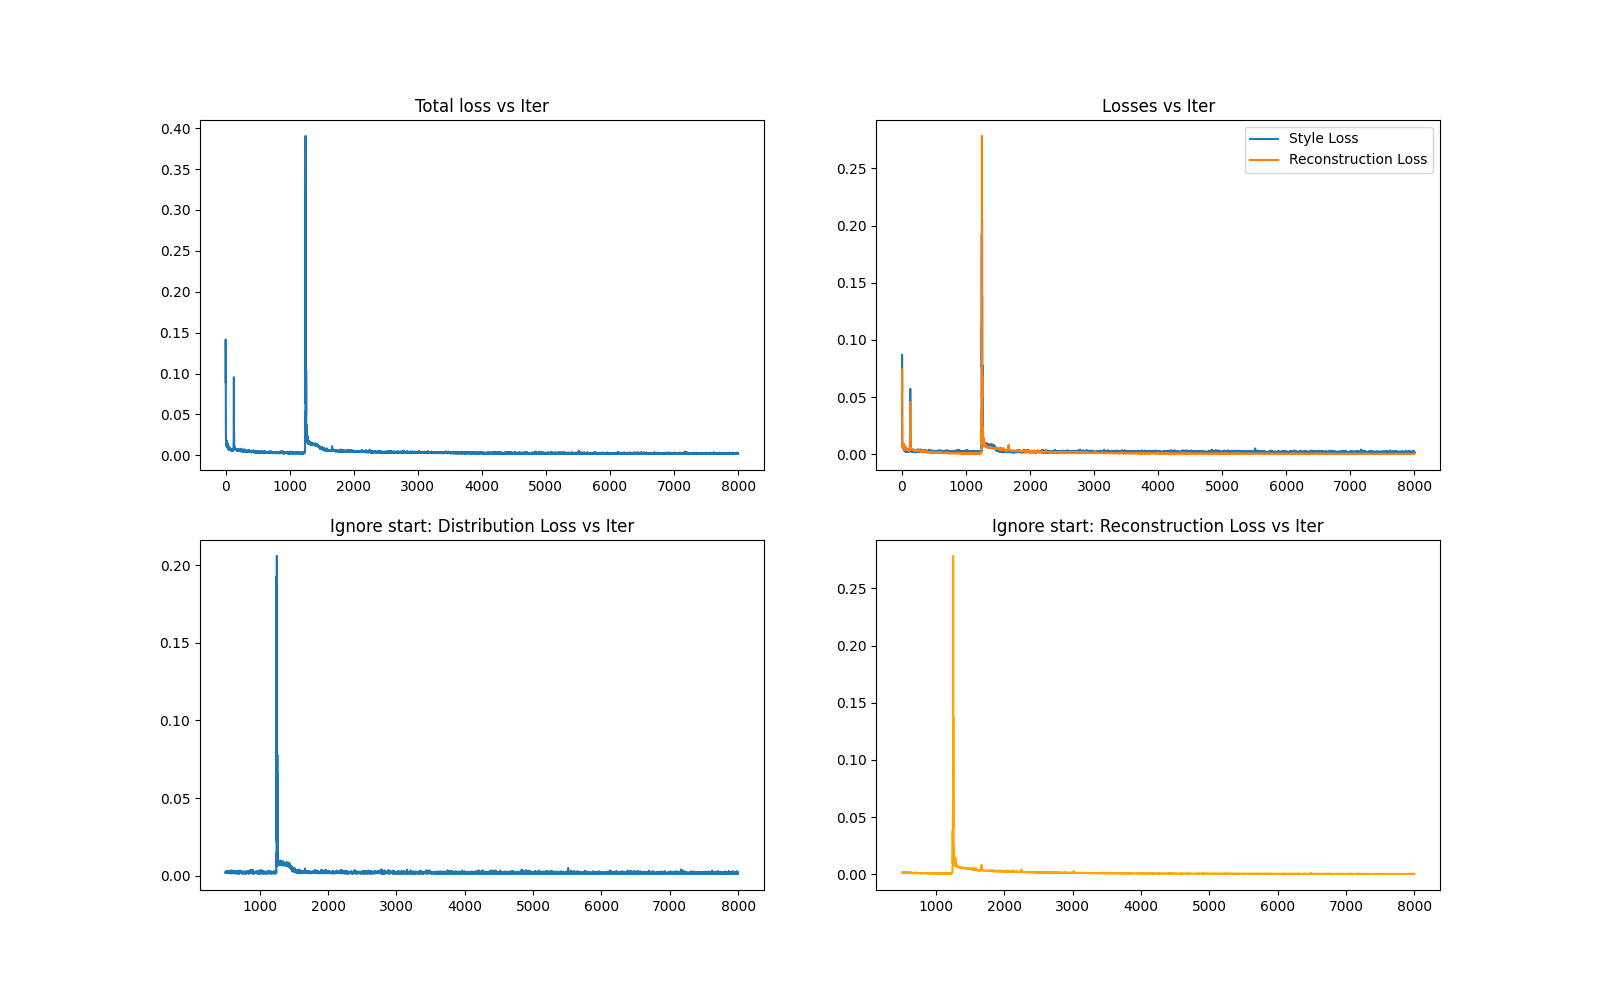 Total loss vs Iter
0.40
0.35
0.30
0.25
0.20
0.15
0.10
0.05
0.00
0 1000 2000 3000 4000 5000 6000 7000 8000
Losses vs Iter
Style Loss
Reconstruction Loss
0.25
0.20
0.15
0.10
0.05
0.00
0 1000 2000 3000 4000 5000 6000 7000 8000
Ignore start: Distribution Loss vs Iter
0.20
0.15
0.10
0.05
0.00
1000 2000 3000 4000 5000 6000 7000 8000
Ignore start: Reconstruction Loss vs Iter
0.25
0.20
0.15
0.10
0.05
0.00
1000 2000 3000 4000 5000 6000 7000 8000